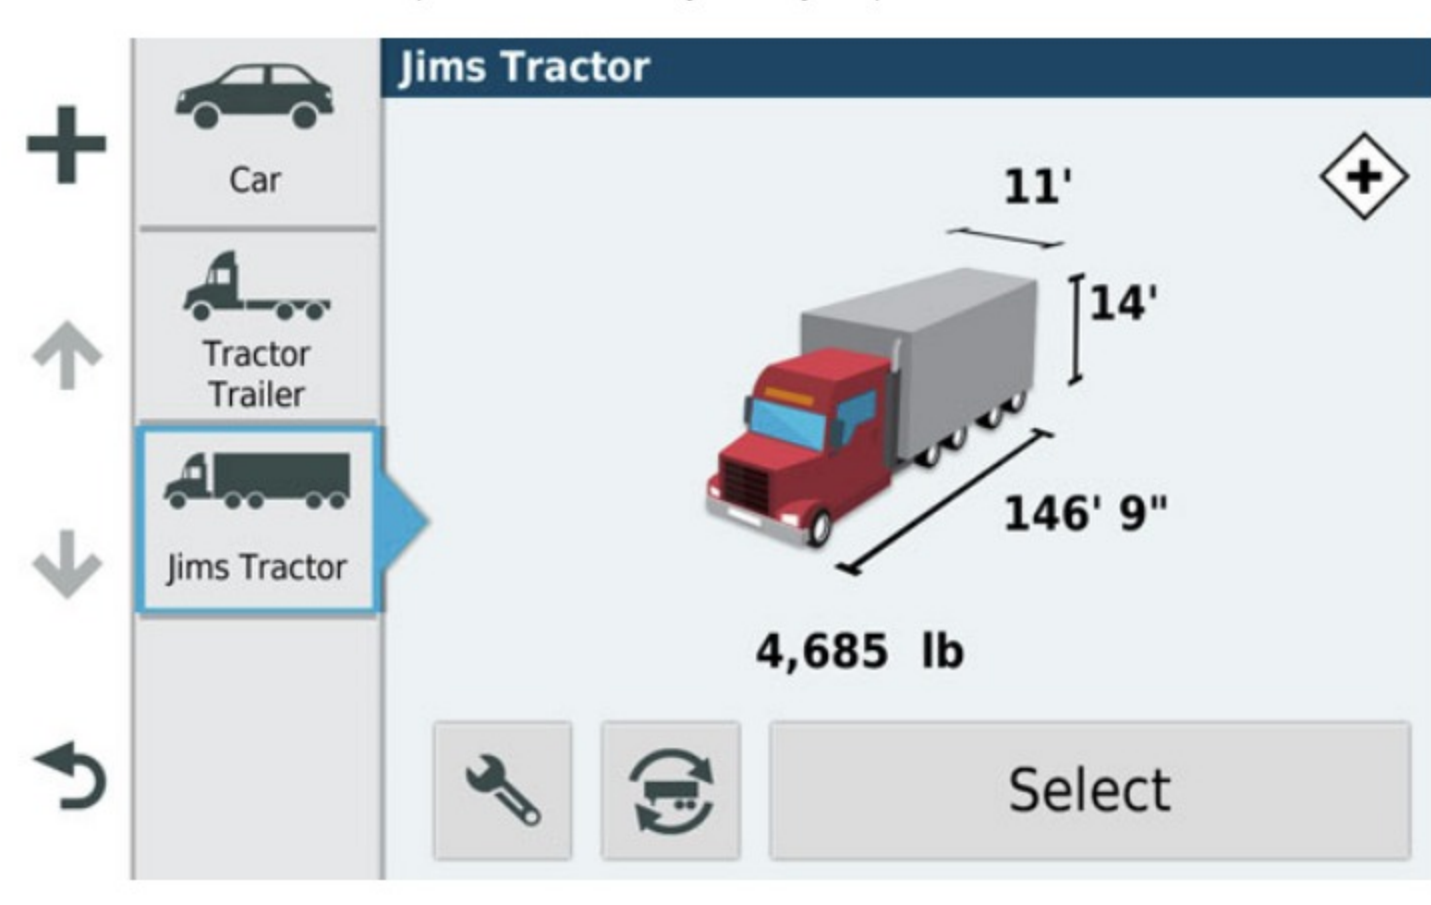 Jims Tractor
Car
11'
14'
Tractor
Trailer
146' 9"
Jims Tractor
4,685 lb
Select